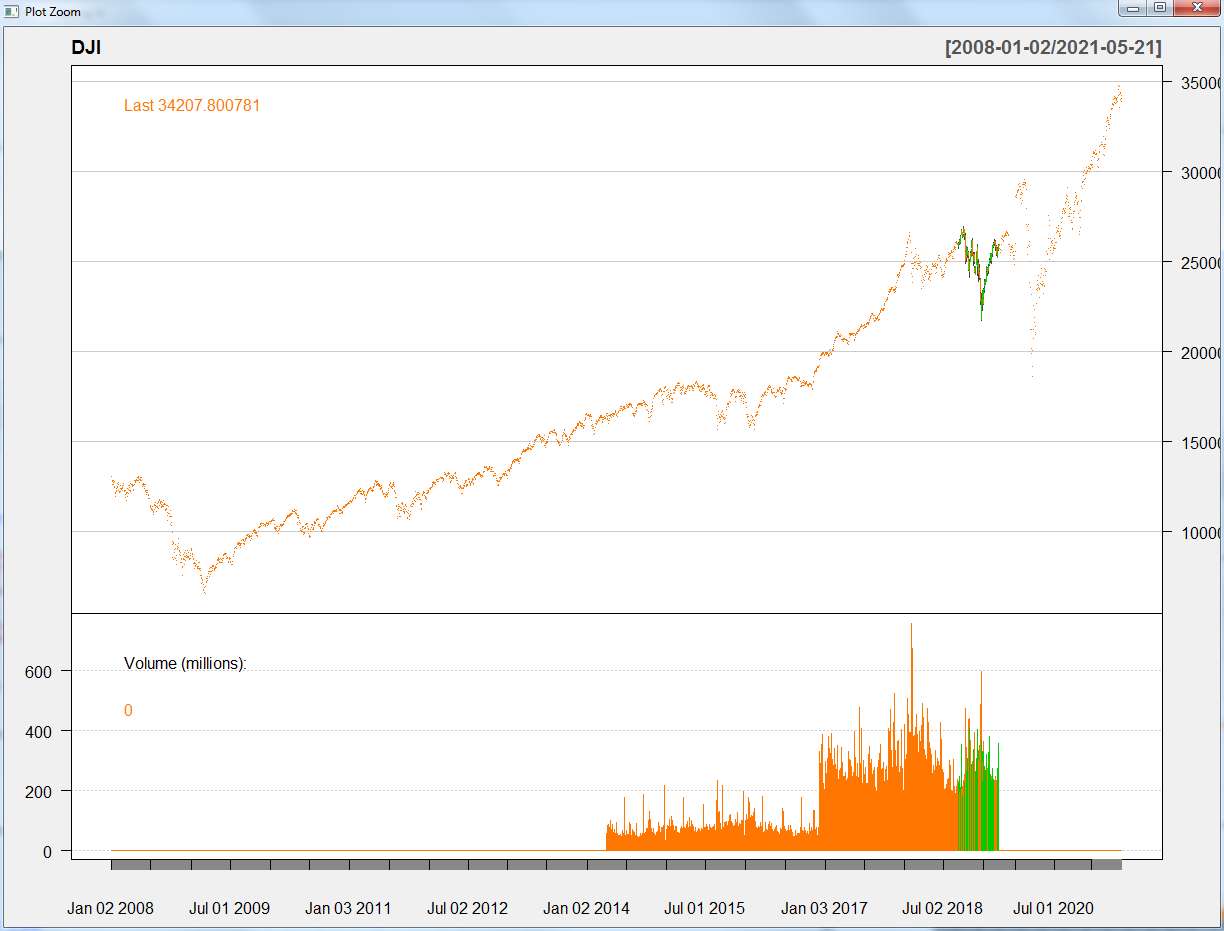 Plot Zoom
DJI
[2008-01-02/2021-05-21]
Last 34207.800781
35000
30000
25000
20000
15000
10000
Volume (millions):
0
600
400
200
0
Jan 02 2008 Jul 01 2009 Jan 03 2011 Jul 02 2012 Jan 02 2014 Jul 01 2015 Jan 03 2017 Jul 02 2018 Jul 01 2020